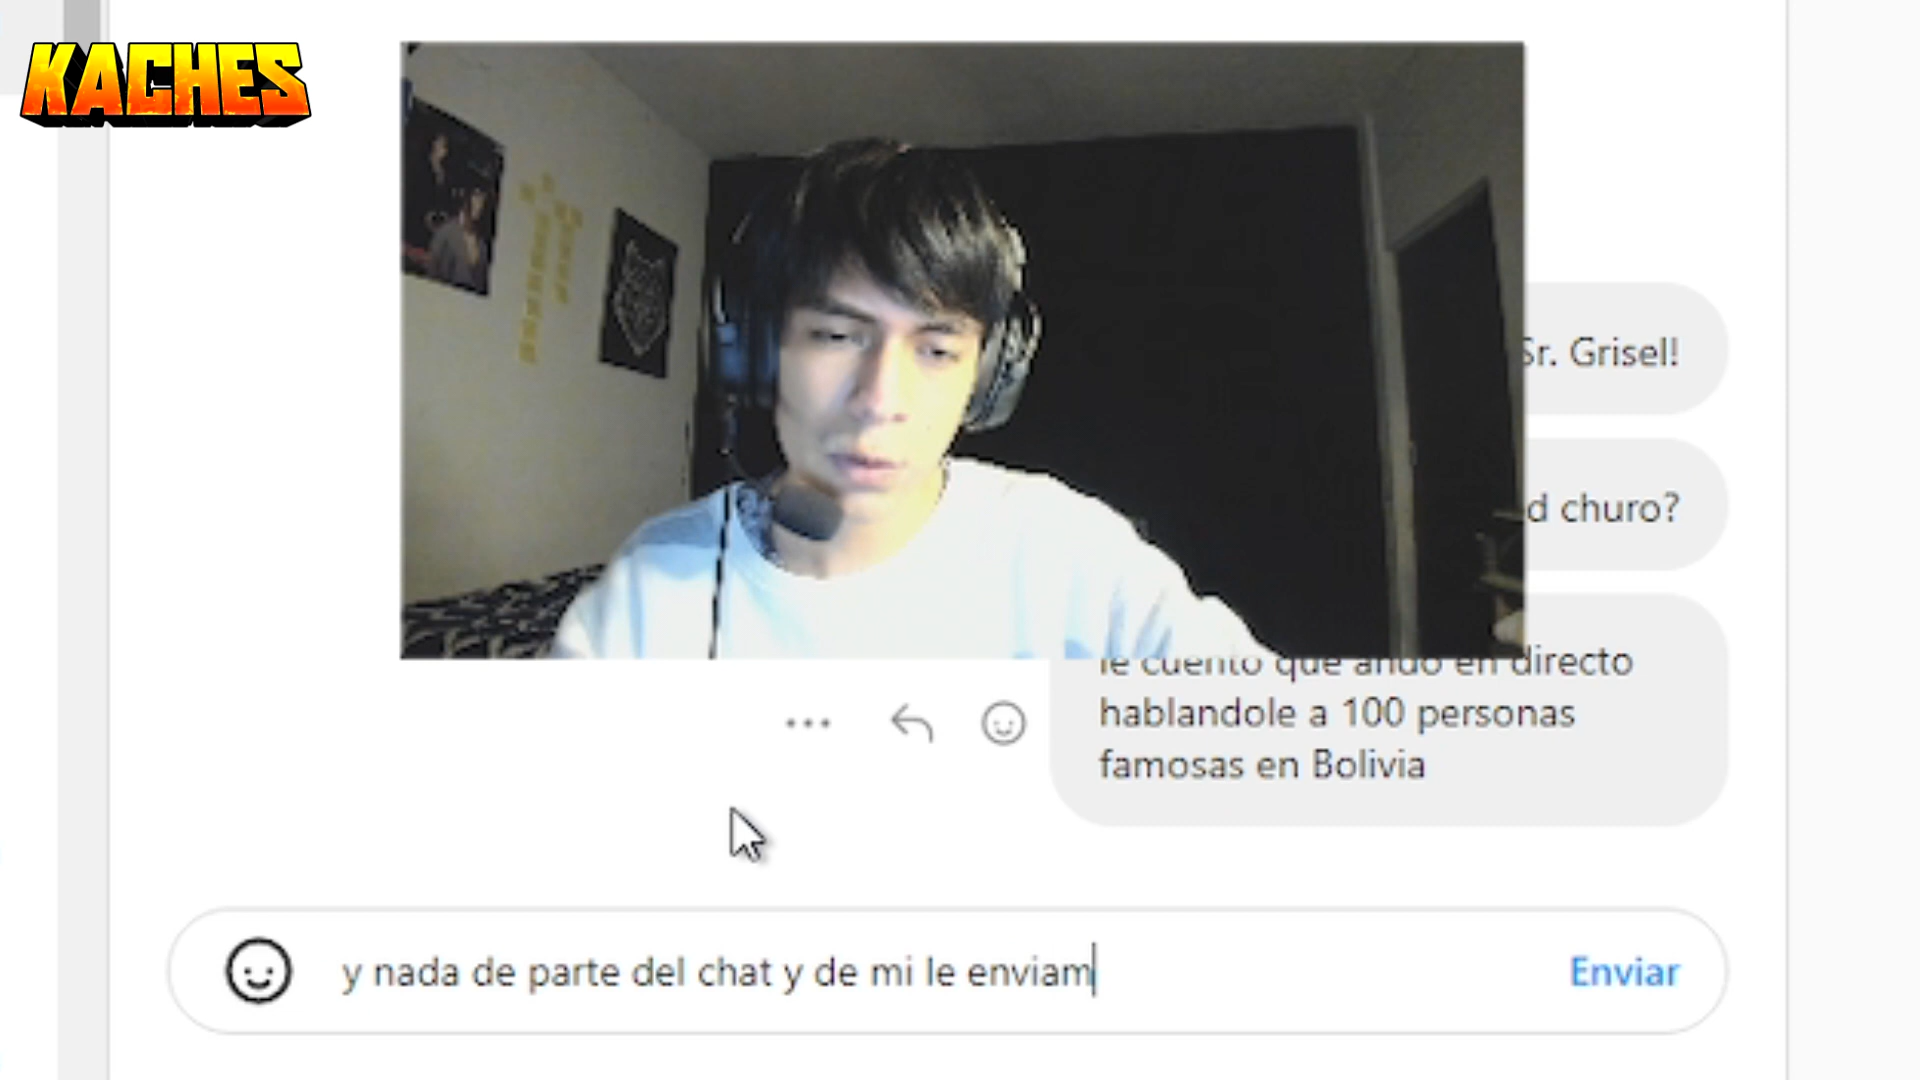 KACHES
Sr. Grisel!
d churo?
le cuento que ando en directo
hablandole a 100 personas
famosas en Bolivia
y nada de parte del chat y de mi le enviam
Enviar